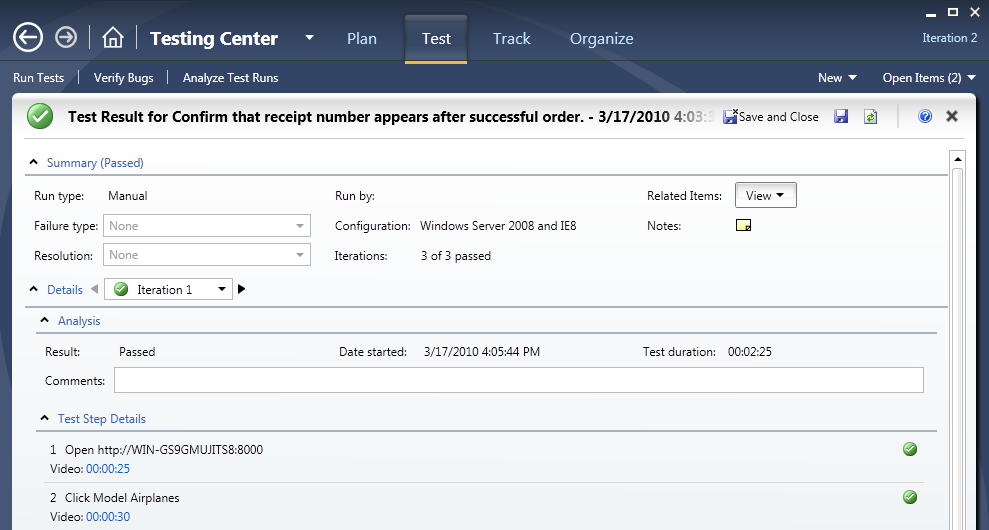 Testing Center Plan Test Track Organize Iteration 2
Run Tests Verify Bugs Analyze Test Runs New Open Items (2)
Test Result for Confirm that receipt number appears after successful order. - 3/17/2010 4:03:3 Save and Close
Summary (Passed)
Run type: Manual Run by: Related Items: View
Failure type: None Configuration: Windows Server 2008 and IE8 Notes:
Resolution: None Iterations: 3 of 3 passed
Details Iteration 1
Analysis
Result: Passed Date started: 3/17/2010 4:05:44 PM Test duration: 00:02:25
Comments:
Test Step Details
1 Open http://WIN-GS9GMUJITS8:8000
Video: 00:00:25
2 Click Model Airplanes
Video: 00:00:30